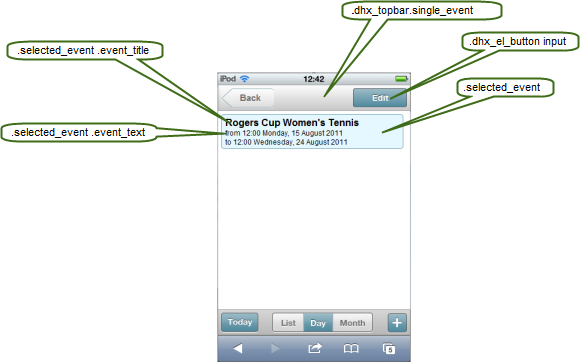 .dhx_topbar.single_event
.dhx_el_button input
.selected_event .event_title
.selected_event
.selected_event .event_text
iPod
12:42
Back
Edit
Rogers Cup Women's Tennis
from 12:00 Monday, 15 August 2011
to 12:00 Wednesday, 24 August 2011
Today
List
Day
Month
+
5